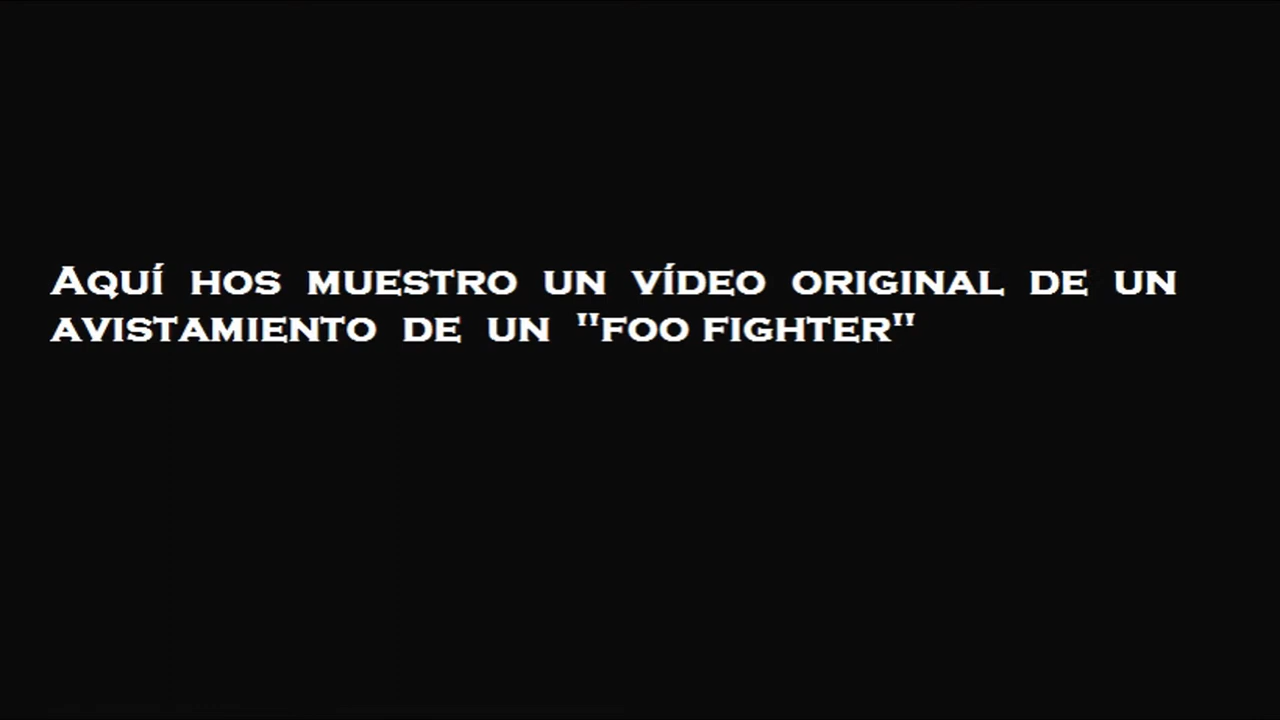 Aquí hos muestro un vídeo original de un
avistamiento de un "foo fighter"